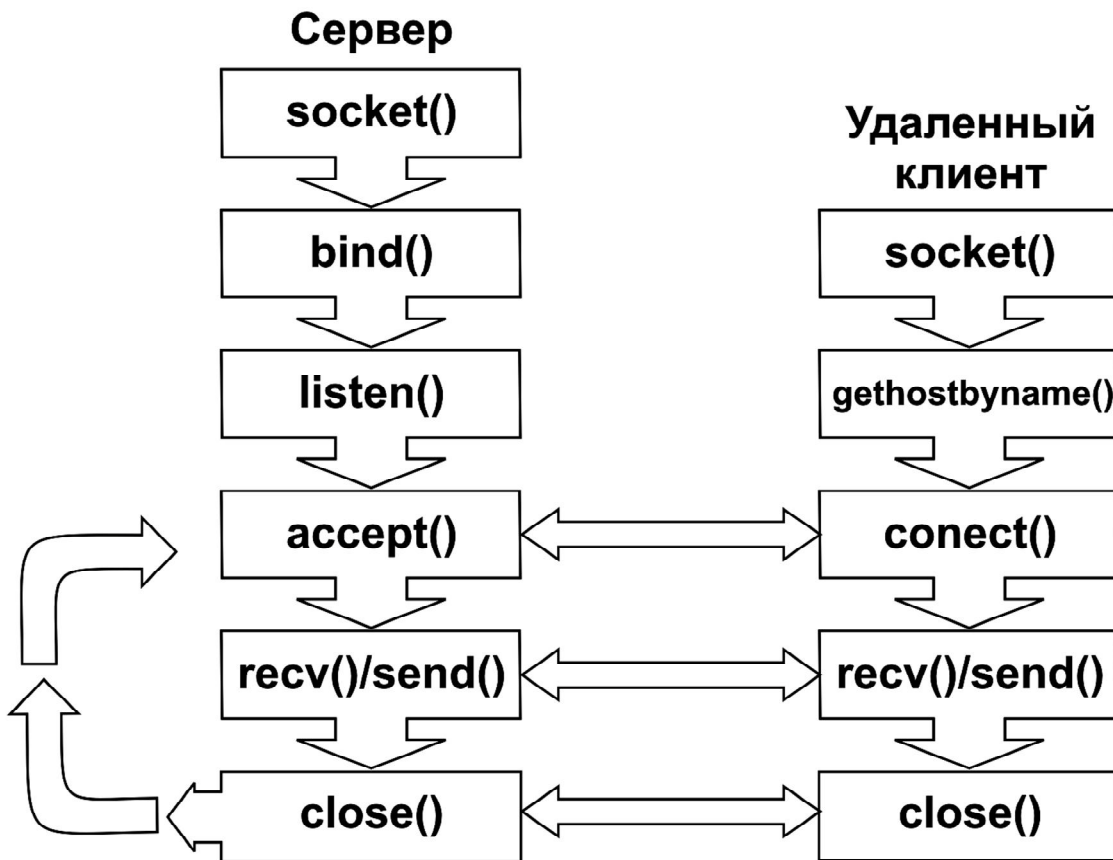 Сервер
socket()
bind()
listen()
accept()
recv()/send()
close()
Удаленный
клиент
socket()
gethostbyname()
conect()
recv()/send()
close()